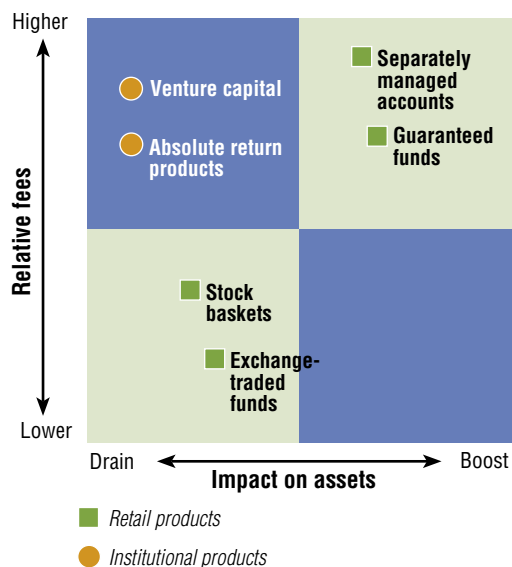 Higher
Relative fees
Lower
Venture capital
Absolute return
products
Separately
managed
accounts
Guaranteed
funds
Stock
baskets
Exchange-
traded
funds
Drain
Boost
Impact on assets
Retail products
Institutional products